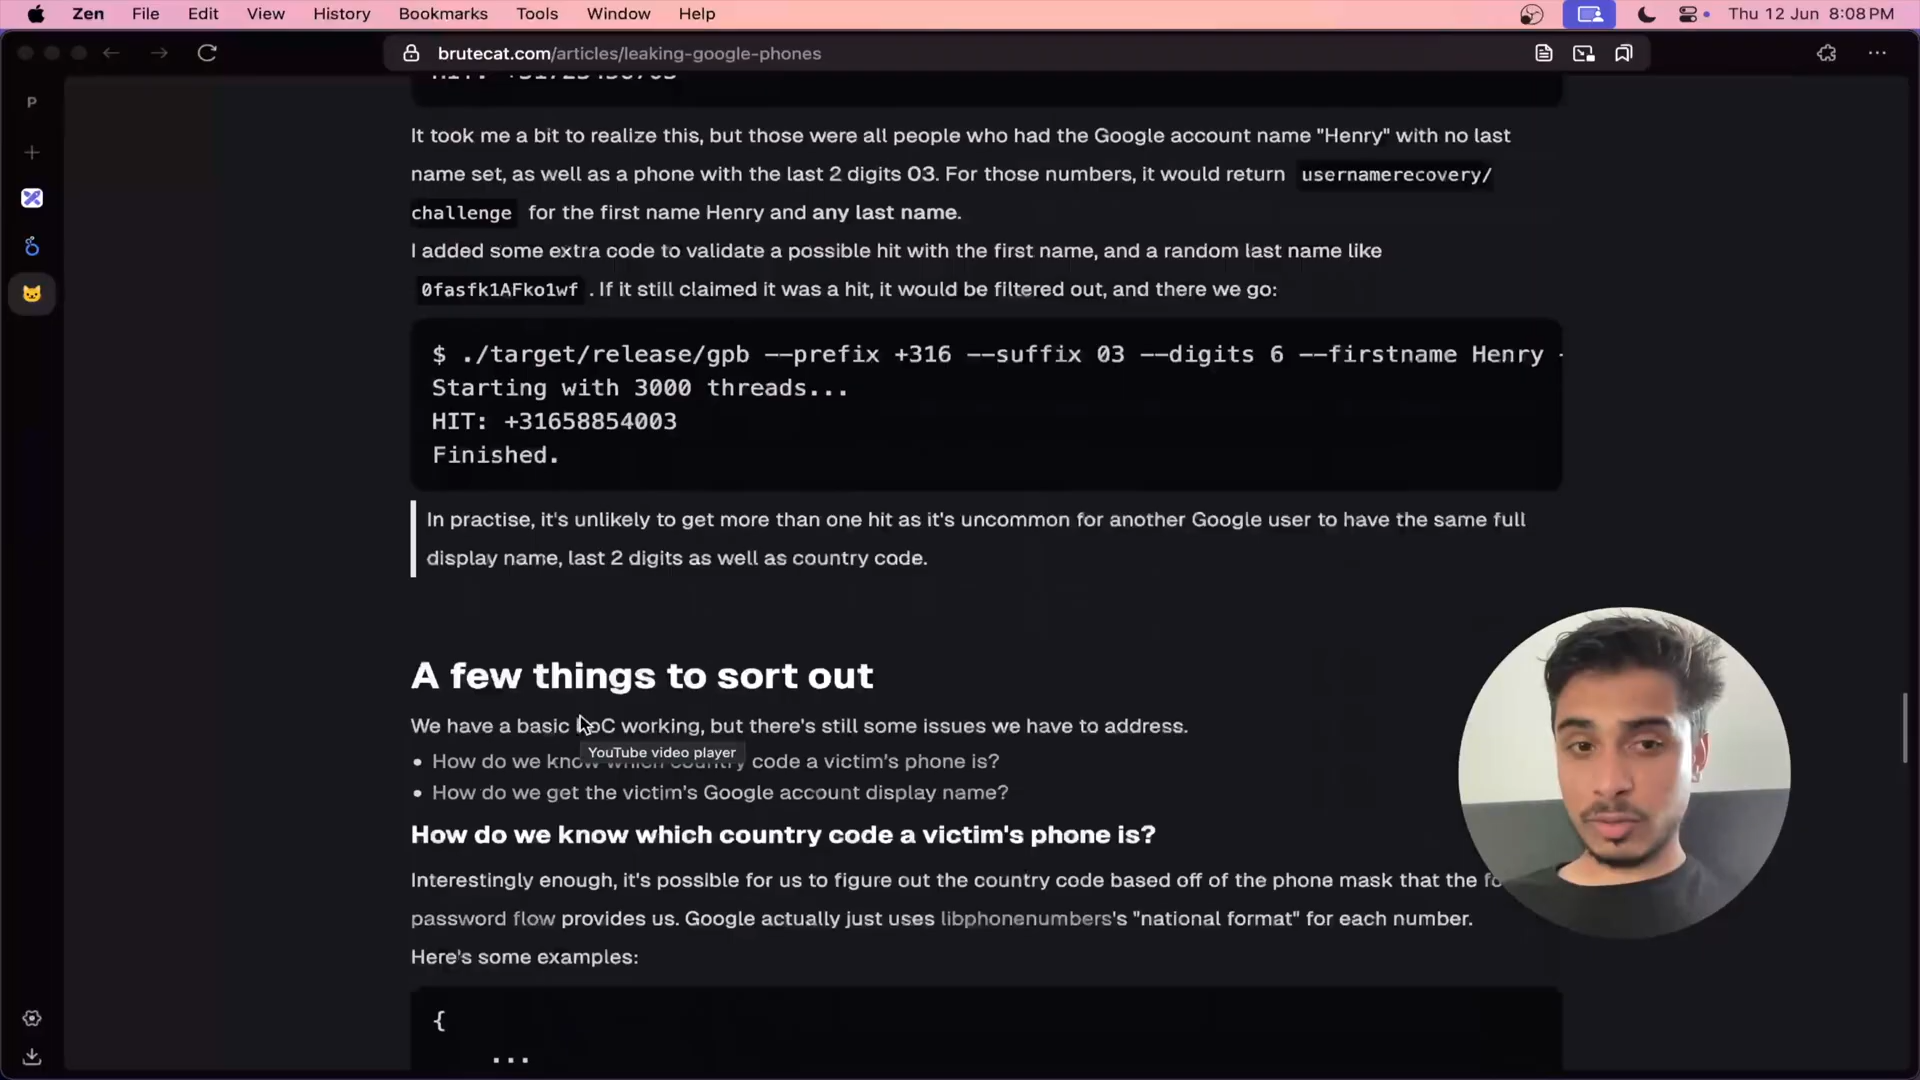 Zen File Edit View History Bookmarks Tools Window Help Thu 12 Jun 8:08 PM
brutecat.com/articles/leaking-google-phones
P
It took me a bit to realize this, but those were all people who had the Google account name "Henry" with no last
name set, as well as a phone with the last 2 digits 03. For those numbers, it would return usernamerecovery/
challenge for the first name Henry and any last name.
I added some extra code to validate a possible hit with the first name, and a random last name like
0fasfk1AFko1wf . If it still claimed it was a hit, it would be filtered out, and there we go:
$ ./target/release/gpb --prefix +316 --suffix 03 --digits 6 --firstname Henry -
Starting with 3000 threads...
HIT: +31658854003
Finished.
In practise, it's unlikely to get more than one hit as it's uncommon for another Google user to have the same full
display name, last 2 digits as well as country code.
A few things to sort out
We have a basic PoC working, but there's still some issues we have to address.
YouTube video player
• How do we know which country code a victim's phone is?
• How do we get the victim's Google account display name?
How do we know which country code a victim's phone is?
Interestingly enough, it's possible for us to figure out the country code based off of the phone mask that the fo
password flow provides us. Google actually just uses libphonenumbers's "national format" for each number.
Here's some examples:
{
...